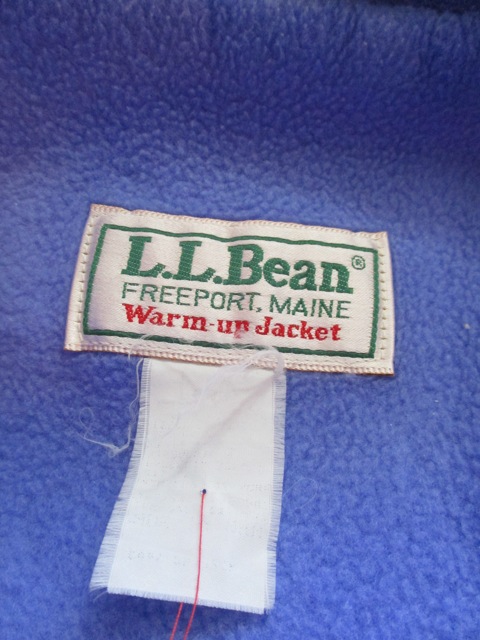 L.L.Bean®
FREEPORT, MAINE
Warm-up Jacket